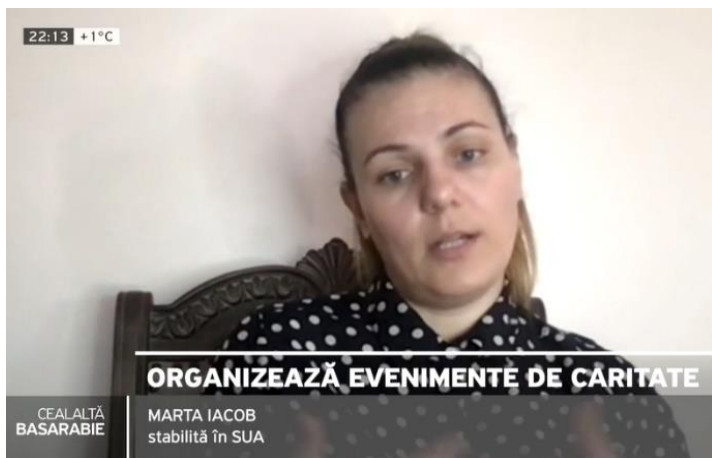 22:13 +1°C
ORGANIZEAZĂ EVENIMENTE DE CARITATE
CEALALTĂ
BASARABIE
MARTA IACOB
stabilită în SUA